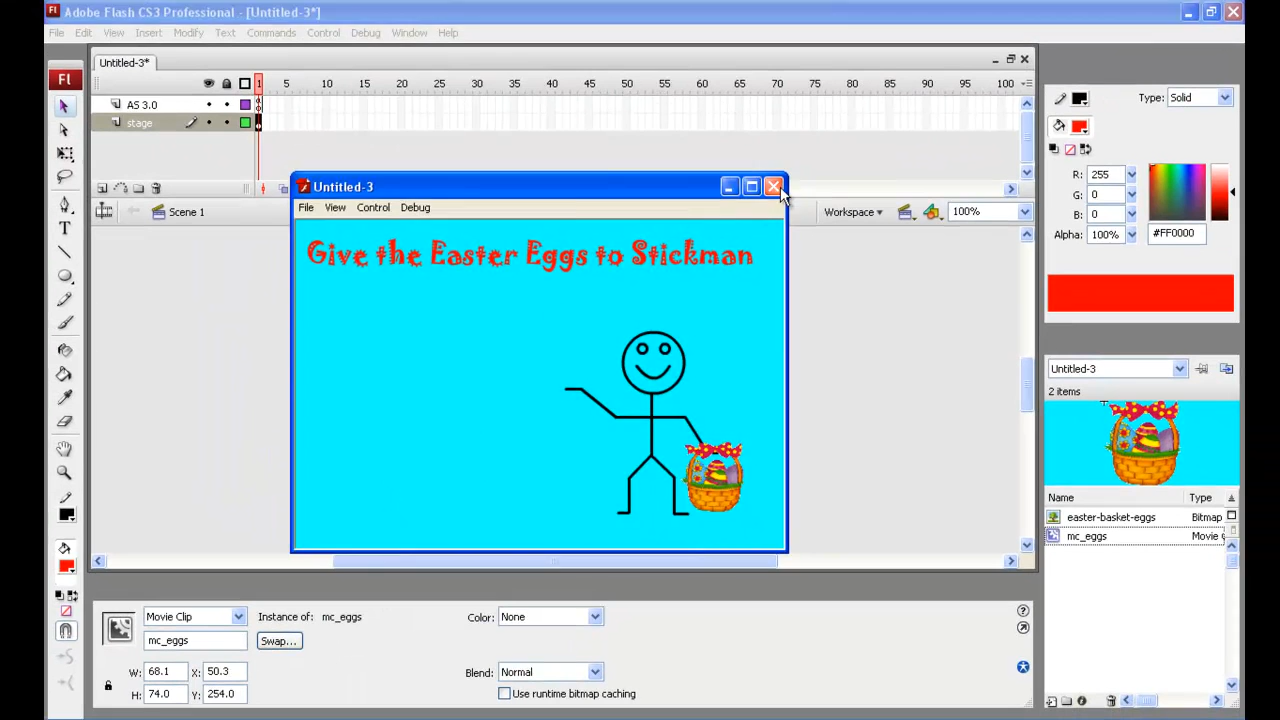 Adobe Flash CS3 Professional - [Untitled-3*]
File Edit View Insert Modify Text Commands Control Debug Window Help
Untitled-3*
1 5 10 15 20 25 30 35 40 45 50 55 60 65 70 75 80 85 90 95 100
AS 3.0
stage
Scene 1
Workspace
100%
Untitled-3
File View Control Debug
Give the Easter Eggs to Stickman
Fl
Type: Solid
R: 255
G: 0
B: 0
Alpha: 100%
#FF0000
Untitled-3
2 items
Name Type
easter-basket-eggs Bitmap
mc_eggs Movie
Movie Clip
Instance of: mc_eggs
Color: None
mc_eggs
Swap...
W: 68.1 X: 50.3
H: 74.0 Y: 254.0
Blend: Normal
Use runtime bitmap caching